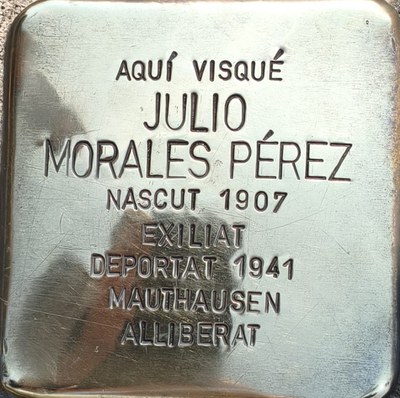 AQUÍ VISQUÉ
JULIO
MORALES PÉREZ
NASCUT 1907
EXILIAT
DEPORTAT 1941
MAUTHAUSEN
ALLIBERAT